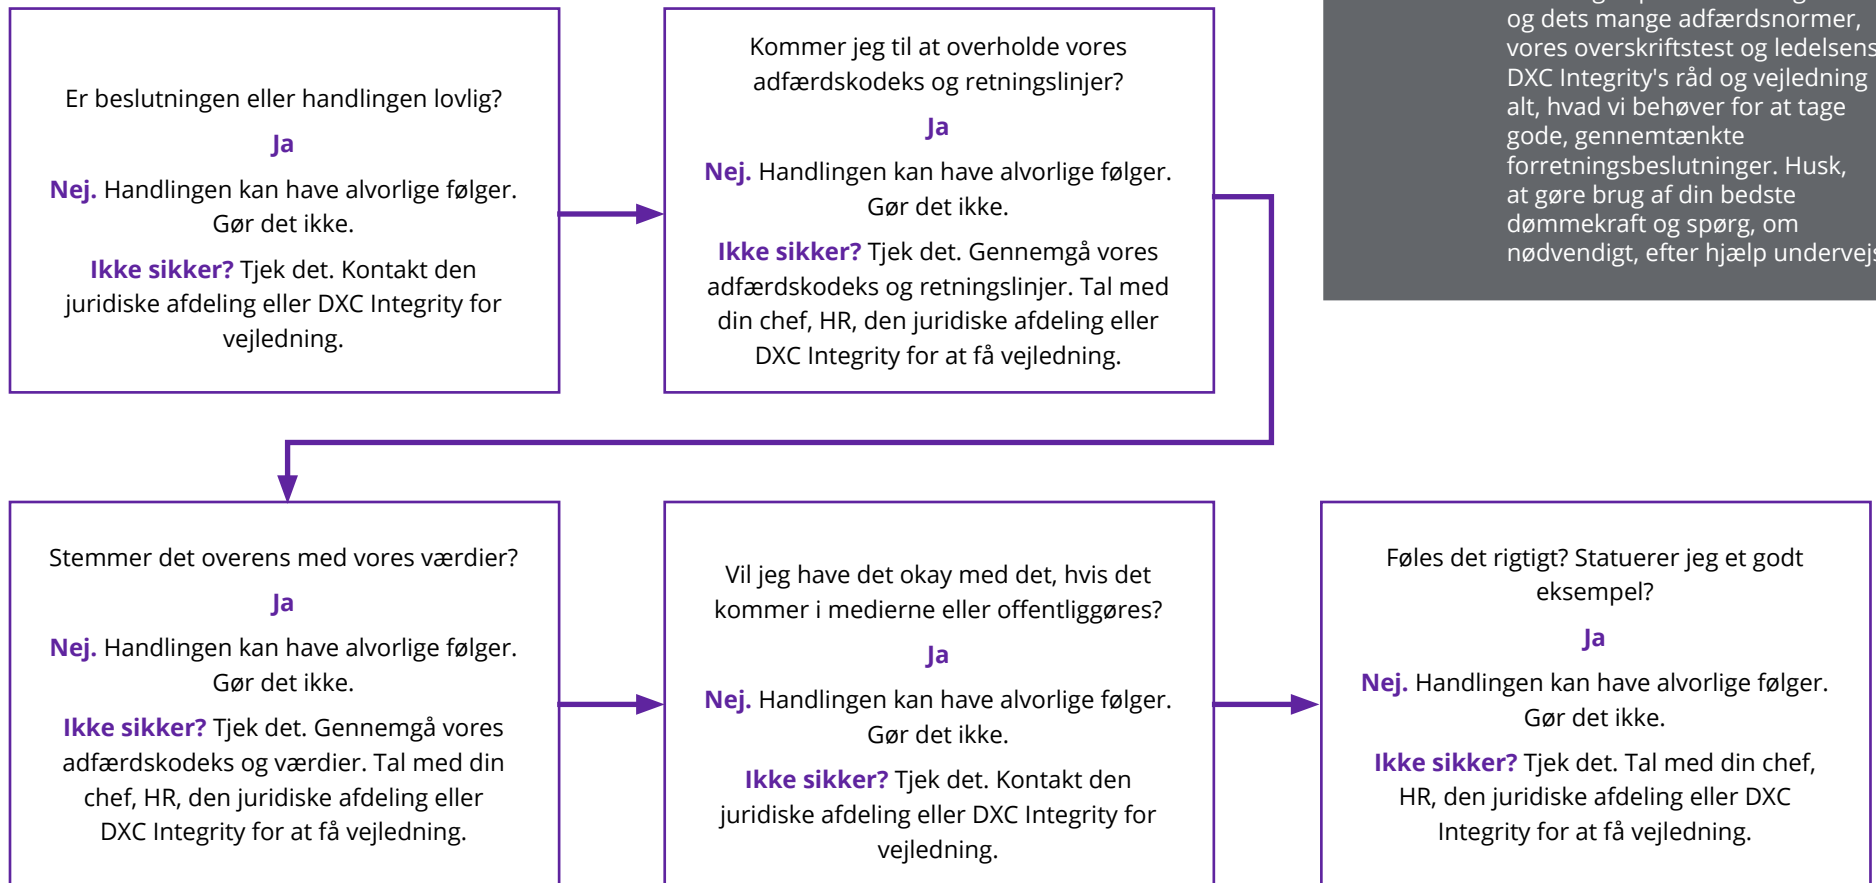 Er beslutningen eller handlingen lovlig?
Ja
Nej. Handlingen kan have alvorlige følger.
Gør det ikke.
Ikke sikker? Tjek det. Kontakt den
juridiske afdeling eller DXC Integrity for
vejledning.
Kommer jeg til at overholde vores
adfærdskodeks og retningslinjer?
Ja
Nej. Handlingen kan have alvorlige følger.
Gør det ikke.
Ikke sikker? Tjek det. Gennemgå vores
adfærdskodeks og retningslinjer. Tal med
din chef, HR, den juridiske afdeling eller
DXC Integrity for at få vejledning.
og dets mange adfærdsnormer,
vores overskriftstest og ledelsens
DXC Integrity's råd og vejledning
alt, hvad vi behøver for at tage
gode, gennemtænkte
forretningsbeslutninger. Husk,
at gøre brug af din bedste
dømmekraft og spørg, om
nødvendigt, efter hjælp undervejs
Stemmer det overens med vores værdier?
Ja
Nej. Handlingen kan have alvorlige følger.
Gør det ikke.
Ikke sikker? Tjek det. Gennemgå vores
adfærdskodeks og værdier. Tal med din
chef, HR, den juridiske afdeling eller
DXC Integrity for at få vejledning.
Vil jeg have det okay med det, hvis det
kommer i medierne eller offentliggøres?
Ja
Nej. Handlingen kan have alvorlige følger.
Gør det ikke.
Ikke sikker? Tjek det. Kontakt den
juridiske afdeling eller DXC Integrity for
vejledning.
Føles det rigtigt? Statuerer jeg et godt
eksempel?
Ja
Nej. Handlingen kan have alvorlige følger.
Gør det ikke.
Ikke sikker? Tjek det. Tal med din chef,
HR, den juridiske afdeling eller DXC
Integrity for at få vejledning.